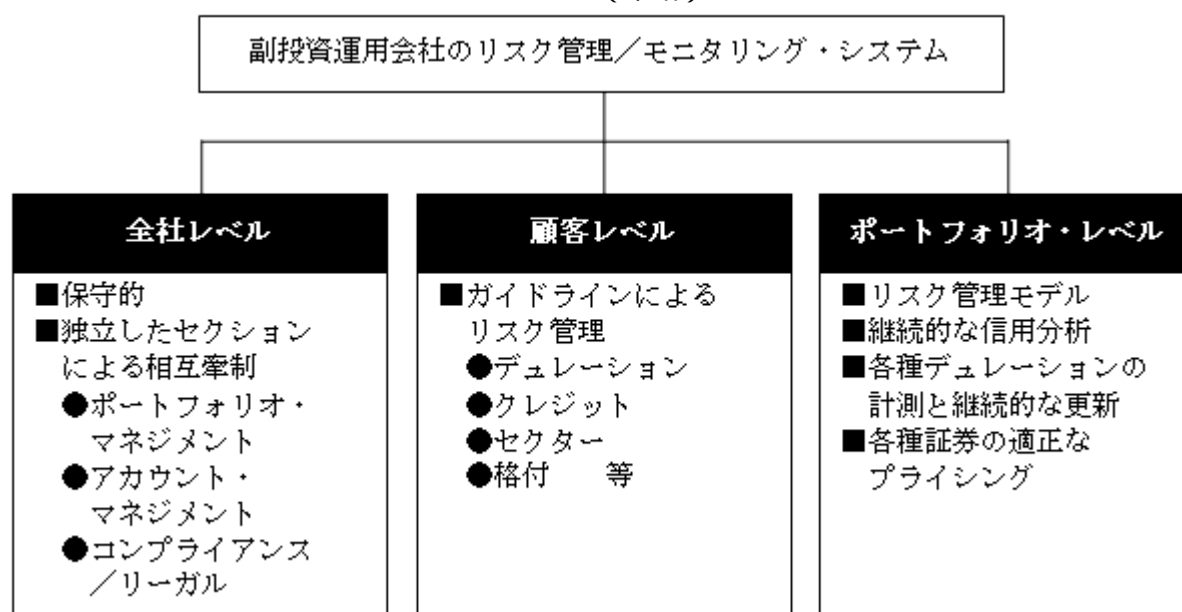 副投資運用会社のリスク管理／モニタリング・システム
全社レベル
■保守的
■独立したセクション
による相互牽制
●ポートフォリオ・
マネジメント
●アカウント・
マネジメント
●コンプライアンス
／リーガル
顧客レベル
■ガイドラインによる
リスク管理
●デュレーション
●クレジット
●セクター
●格付　　等
ポートフォリオ・レベル
■リスク管理モデル
■継続的な信用分析
■各種デュレーションの
計測と継続的な更新
■各種証券の適正な
プライシング